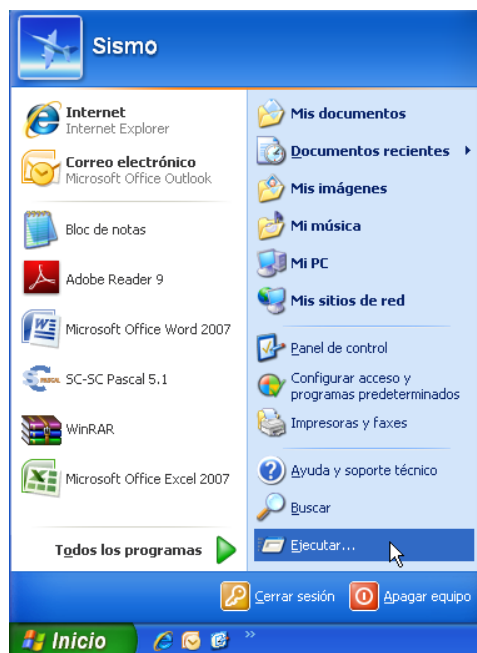 Sismo
Internet
Internet Explorer
Correo electrónico
Microsoft Office Outlook
Bloc de notas
Adobe Reader 9
Microsoft Office Word 2007
SC-SC Pascal 5.1
WinRAR
Microsoft Office Excel 2007
Todos los programas
Mis documentos
Documentos recientes
Mis imágenes
Mi música
Mi PC
Mis sitios de red
Panel de control
Configurar acceso y
programas predeterminados
Impresoras y faxes
Ayuda y soporte técnico
Buscar
Ejecutar...
Cerrar sesión
Apagar equipo
Inicio